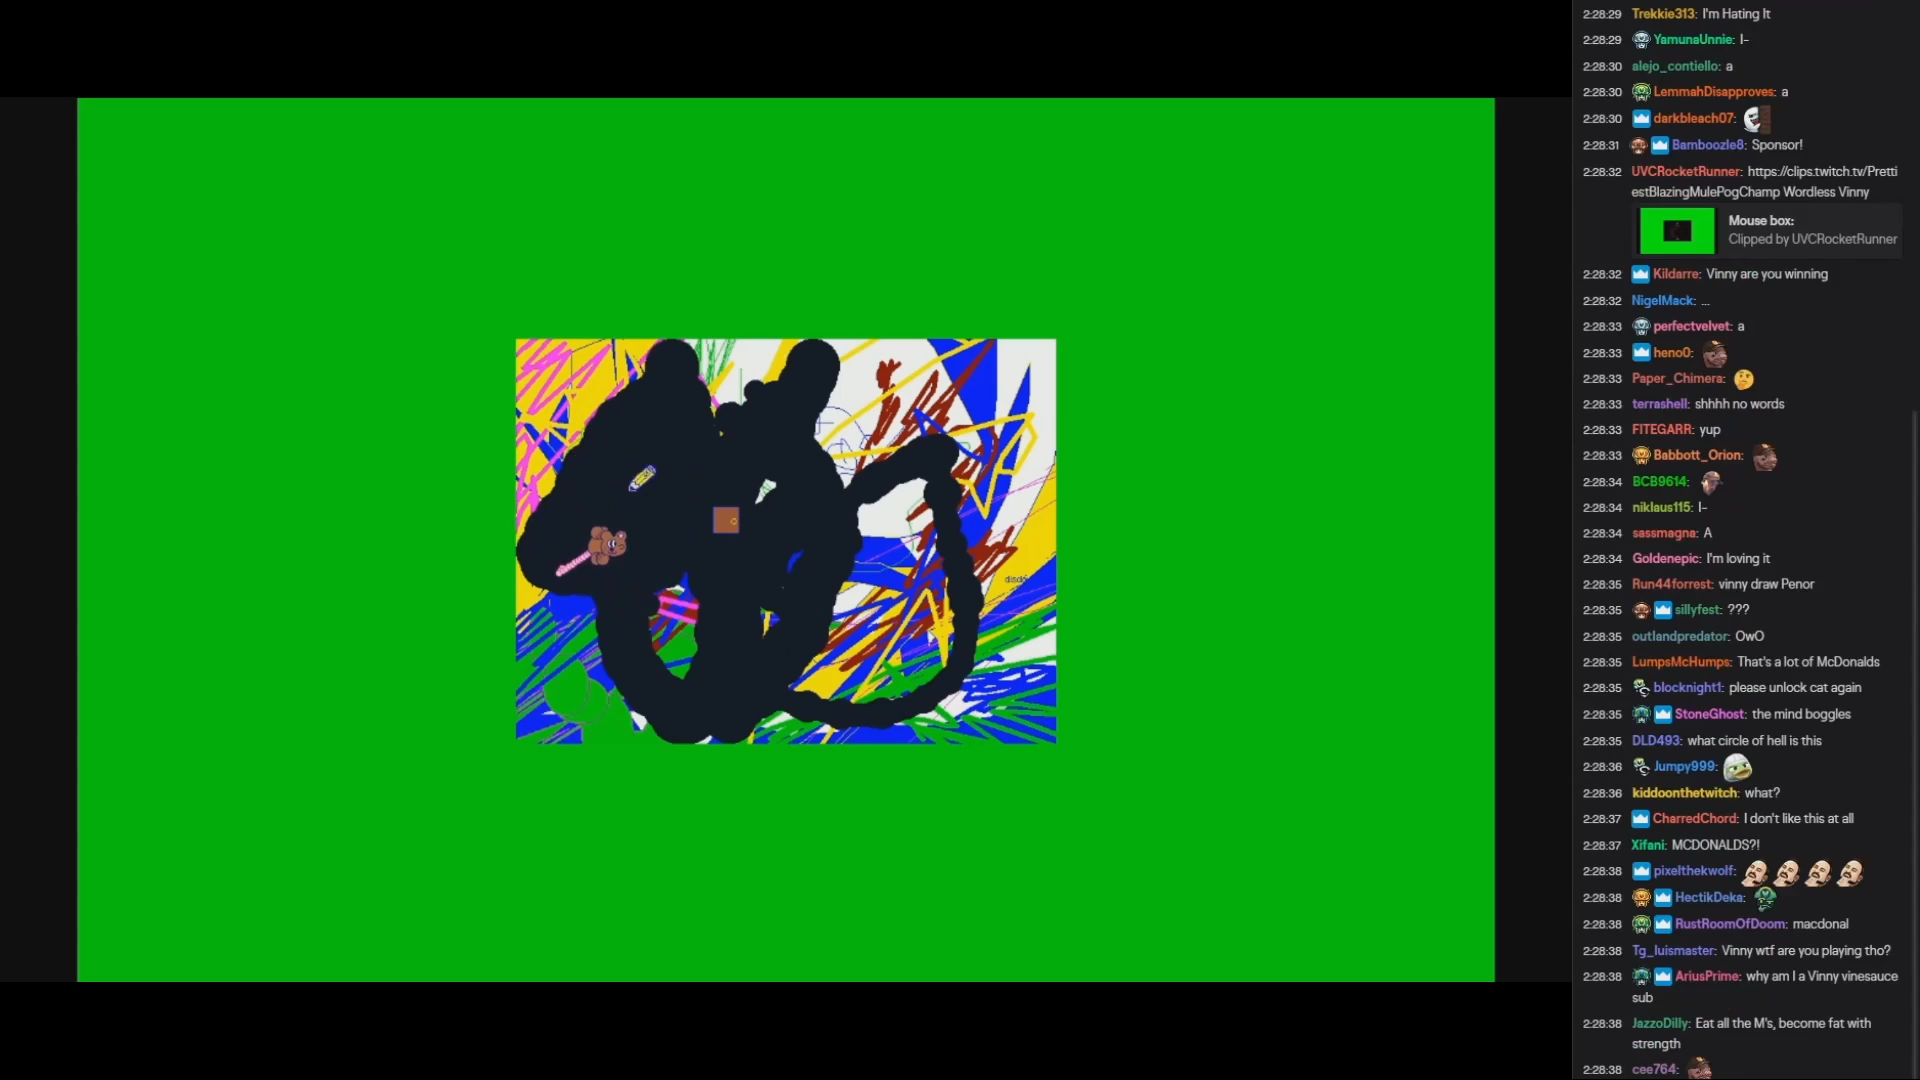 2:28:29 Trekkie313: I'm Hating It
2:28:29 YamunaUnnie: I-
2:28:30 alejo_contiello: a
2:28:30 LemmahDisapproves: a
2:28:30 darkbleach07:
2:28:31 Bamboozle8: Sponsor!
2:28:32 UVCRocketRunner: https://clips.twitch.tv/Pretti
estBlazingMulePogChamp Wordless Vinny
Mouse box:
Clipped by UVCRocketRunner
2:28:32 Kildarre: Vinny are you winning
2:28:32 NigelMack: ...
2:28:33 perfectvelvet: a
2:28:33 heno0:
2:28:33 Paper_Chimera:
2:28:33 terrashell: shhhh no words
2:28:33 FITEGARR: yup
2:28:33 Babbott_Orion:
2:28:34 BCB9614:
2:28:34 niklaus115: I-
2:28:34 sassmagna: A
2:28:34 Goldenepic: I'm loving it
2:28:35 Run44forrest: vinny draw Penor
2:28:35 sillyfest: ???
2:28:35 outlandpredator: OwO
2:28:35 LumpsMcHumps: That's a lot of McDonalds
2:28:35 blocknight1: please unlock cat again
2:28:35 StoneGhost: the mind boggles
2:28:35 DLD493: what circle of hell is this
2:28:36 Jumpy999:
2:28:36 kiddoonthetwitch: what?
2:28:37 CharredChord: I don't like this at all
2:28:37 Xifani: MCDONALDS?!
2:28:38 pixelthekwolf:
2:28:38 HectikDeka:
2:28:38 RustRoomOfDoom: macdonal
2:28:38 Tg_luismaster: Vinny wtf are you playing tho?
2:28:38 AriusPrime: why am I a Vinny vinesauce
sub
2:28:38 JazzoDilly: Eat all the M's, become fat with
strength
2:28:38 cee764: